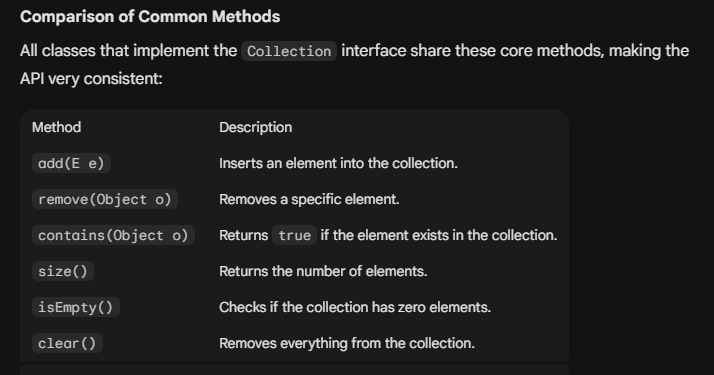 Comparison of Common Methods
All classes that implement the Collection interface share these core methods, making the
API very consistent:
Method Description
add(E e) Inserts an element into the collection.
remove(Object o) Removes a specific element.
contains(Object o) Returns true if the element exists in the collection.
size() Returns the number of elements.
isEmpty() Checks if the collection has zero elements.
clear() Removes everything from the collection.